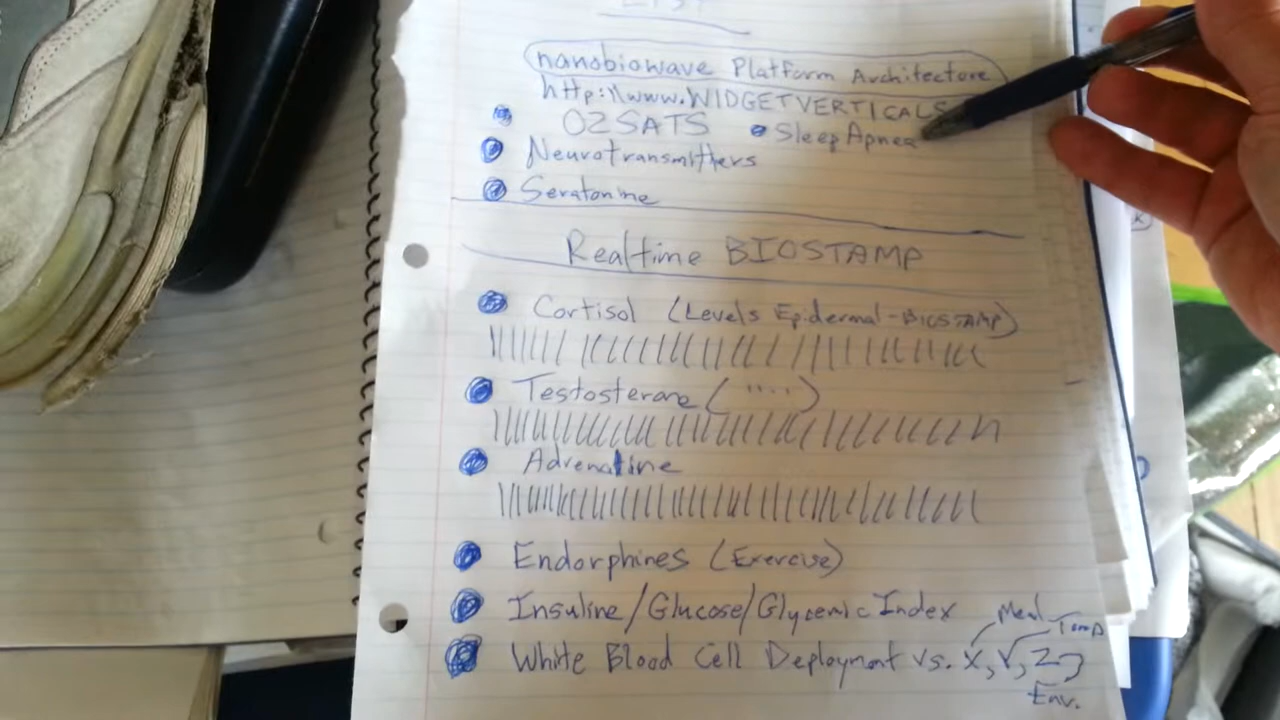 nanobiowave Platform Architecture
http://www.WIDGETVERTICALS
O2SATS • Sleep Apnea
• Neurotransmitters
• Seratonine
Realtime BIOSTAMP
• Cortisol (Levels Epidermal-BIOSTAMP)
• Testosterone (....)
• Adrenaline
• Endorphines (Exercise)
• Insuline/Glucose/Glycemic Index
Meal
Temp
• White Blood Cell Deployment vs. X, Y, Z
Env.